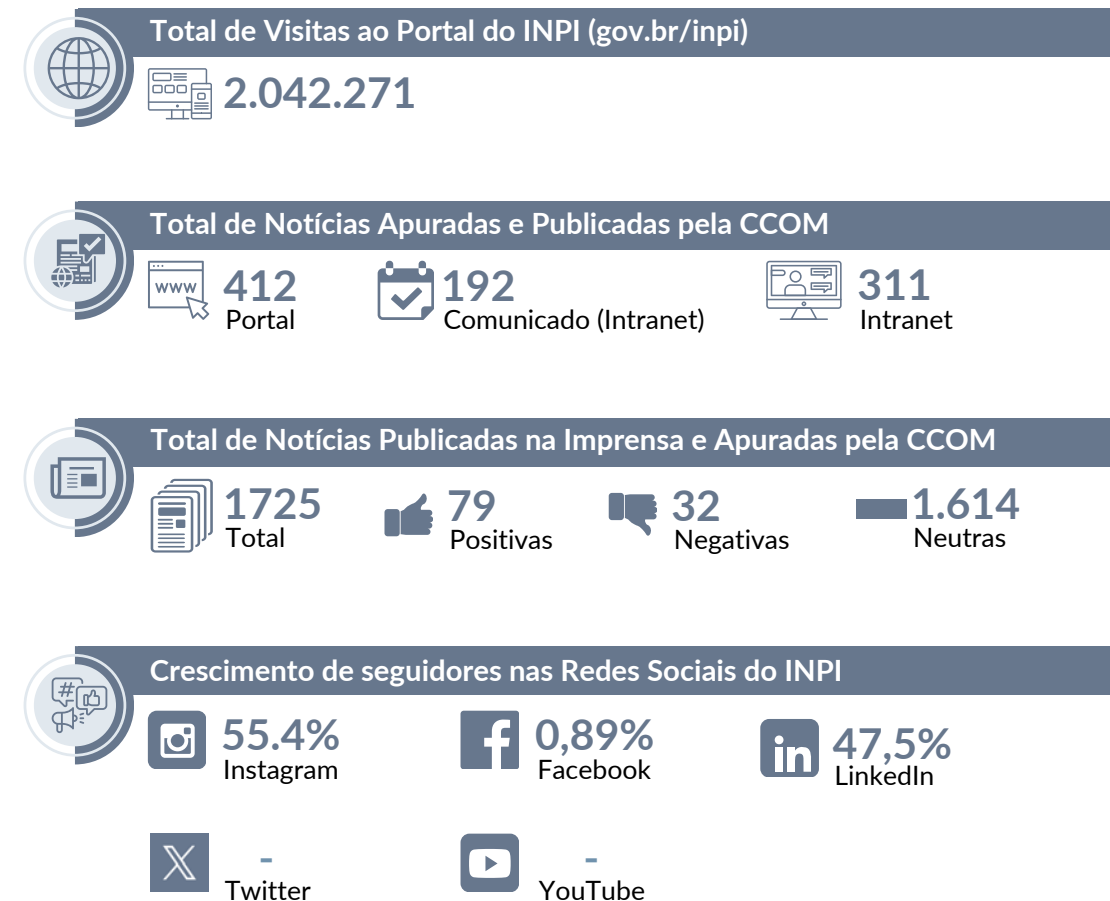 Total de Visitas ao Portal do INPI (gov.br/inpi)
2.042.271
Total de Notícias Apuradas e Publicadas pela CCOM
www
412
Portal
192
Comunicado (Intranet)
311
Intranet
Total de Notícias Publicadas na Imprensa e Apuradas pela CCOM
1725
Total
79
Positivas
32
Negativas
1.614
Neutras
Crescimento de seguidores nas Redes Sociais do INPI
#
55.4%
Instagram
f
0,89%
Facebook
in
47,5%
LinkedIn
X
-
Twitter
-
YouTube